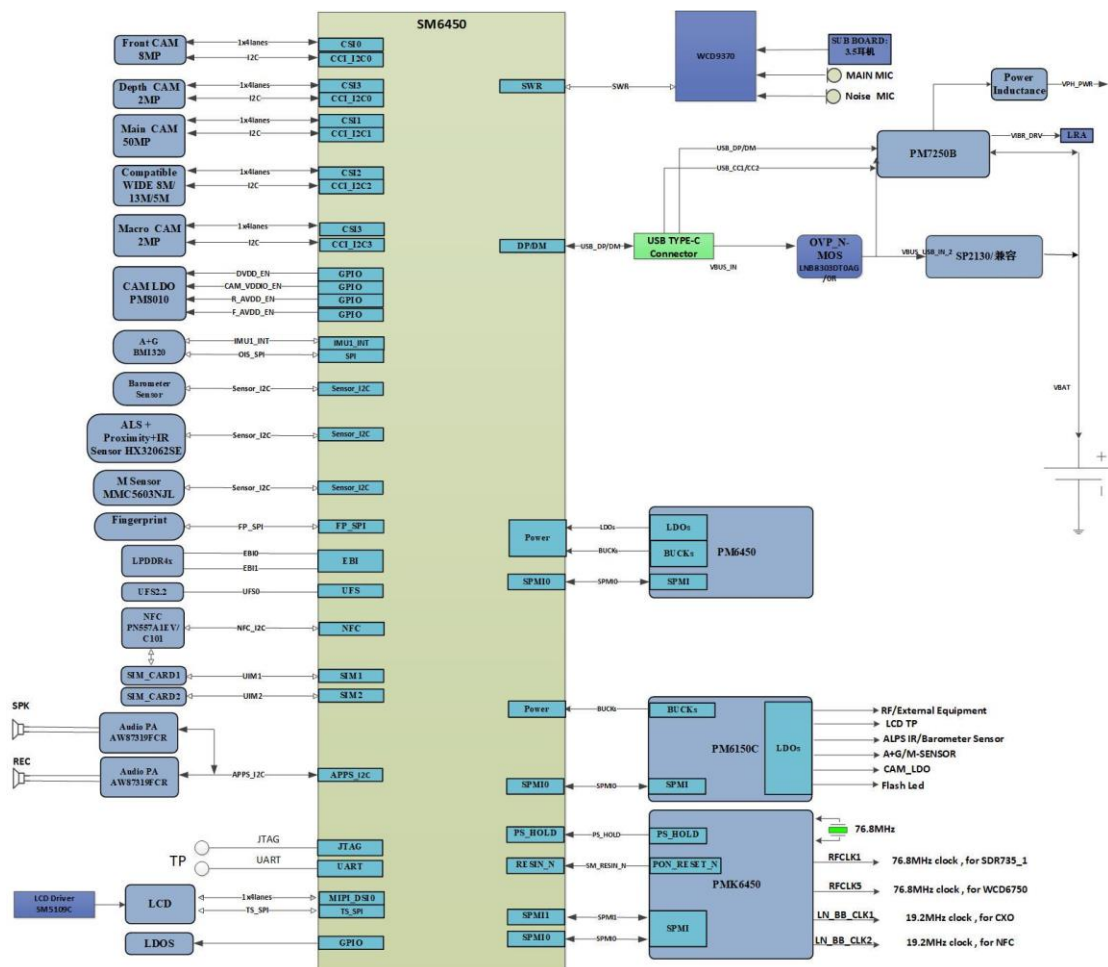 SM6450
Front CAM
8MP
1x4lanes
I2C
CSI0
CCI_I2C0
Depth CAM
2MP
1x4lanes
I2C
CSI3
CCI_I2C0
Main CAM
50MP
1x4lanes
I2C
CSI1
CCI_I2C1
Compatible
WIDE 8M/
13M/5M
1x4lanes
I2C
CSI2
CCI_I2C2
Macro CAM
2MP
1x4lanes
I2C
CSI3
CCI_I2C3
CAM LDO
PM8010
DVDD_EN
CAM_VDDIO_EN
R_AVDD_EN
F_AVDD_EN
GPIO
GPIO
GPIO
GPIO
A+G
BMI320
IMU1_INT
OIS_SPI
IMU1_INT
SPI
Barometer
Sensor
Sensor_I2C
Sensor_I2C
ALS +
Proximity+IR
Sensor HX32062SE
Sensor_I2C
Sensor_I2C
M Sensor
MMC5603NJL
Sensor_I2C
Sensor_I2C
Fingerprint
FP_SPI
FP_SPI
LPDDR4x
EBI0
EBI1
EBI
UFS2.2
UFS0
UFS
NFC
PN557A1EV/
C101
NFC_I2C
NFC
SIM_CARD1
UIM1
SIM1
SIM_CARD2
UIM2
SIM2
SPK
Audio PA
AW87319FCR
REC
Audio PA
AW87319FCR
APPS_I2C
APPS_I2C
TP
JTAG
UART
JTAG
UART
LCD Driver
SM5109C
LCD
1x4lanes
TS_SPI
MIPI_DSI0
TS_SPI
LDOS
GPIO
SWR
SWR
WCD9370
SUB BOARD:
3.5耳机
MAIN MIC
Noise MIC
Power
Inductance
VPH_PWR
PM7250B
VIBR_DRV
LRA
USB_DP/DM
USB_CC1/CC2
DP/DM
USB_DP/DM
USB TYPE-C
Connector
VBUS_IN
OVP_N-
MOS
LNB8303DT0AG
/0R
VBUS_USB_IN_2
SP2130/兼容
VBAT
+
Power
LDOs
BUCKs
LDOs
BUCKs
PM6450
SPMI0
SPMI0
SPMI
Power
BUCKs
BUCKs
PM6150C
LDOs
SPMI0
SPMI0
SPMI
RF/External Equipment
LCD TP
ALPS IR/Barometer Sensor
A+G/M-SENSOR
CAM_LDO
Flash Led
PS_HOLD
PS_HOLD
PS_HOLD
RESIN_N
SM_RESIN_N
PON_RESET_N
PMK6450
SPMI1
SPMI1
SPMI
SPMI0
SPMI0
76.8MHz
RFCLK1
76.8MHz clock , for SDR735_1
RFCLK5
76.8MHz clock , for WCD6750
LN_BB_CLK1
19.2MHz clock , for CXO
LN_BB_CLK2
19.2MHz clock , for NFC